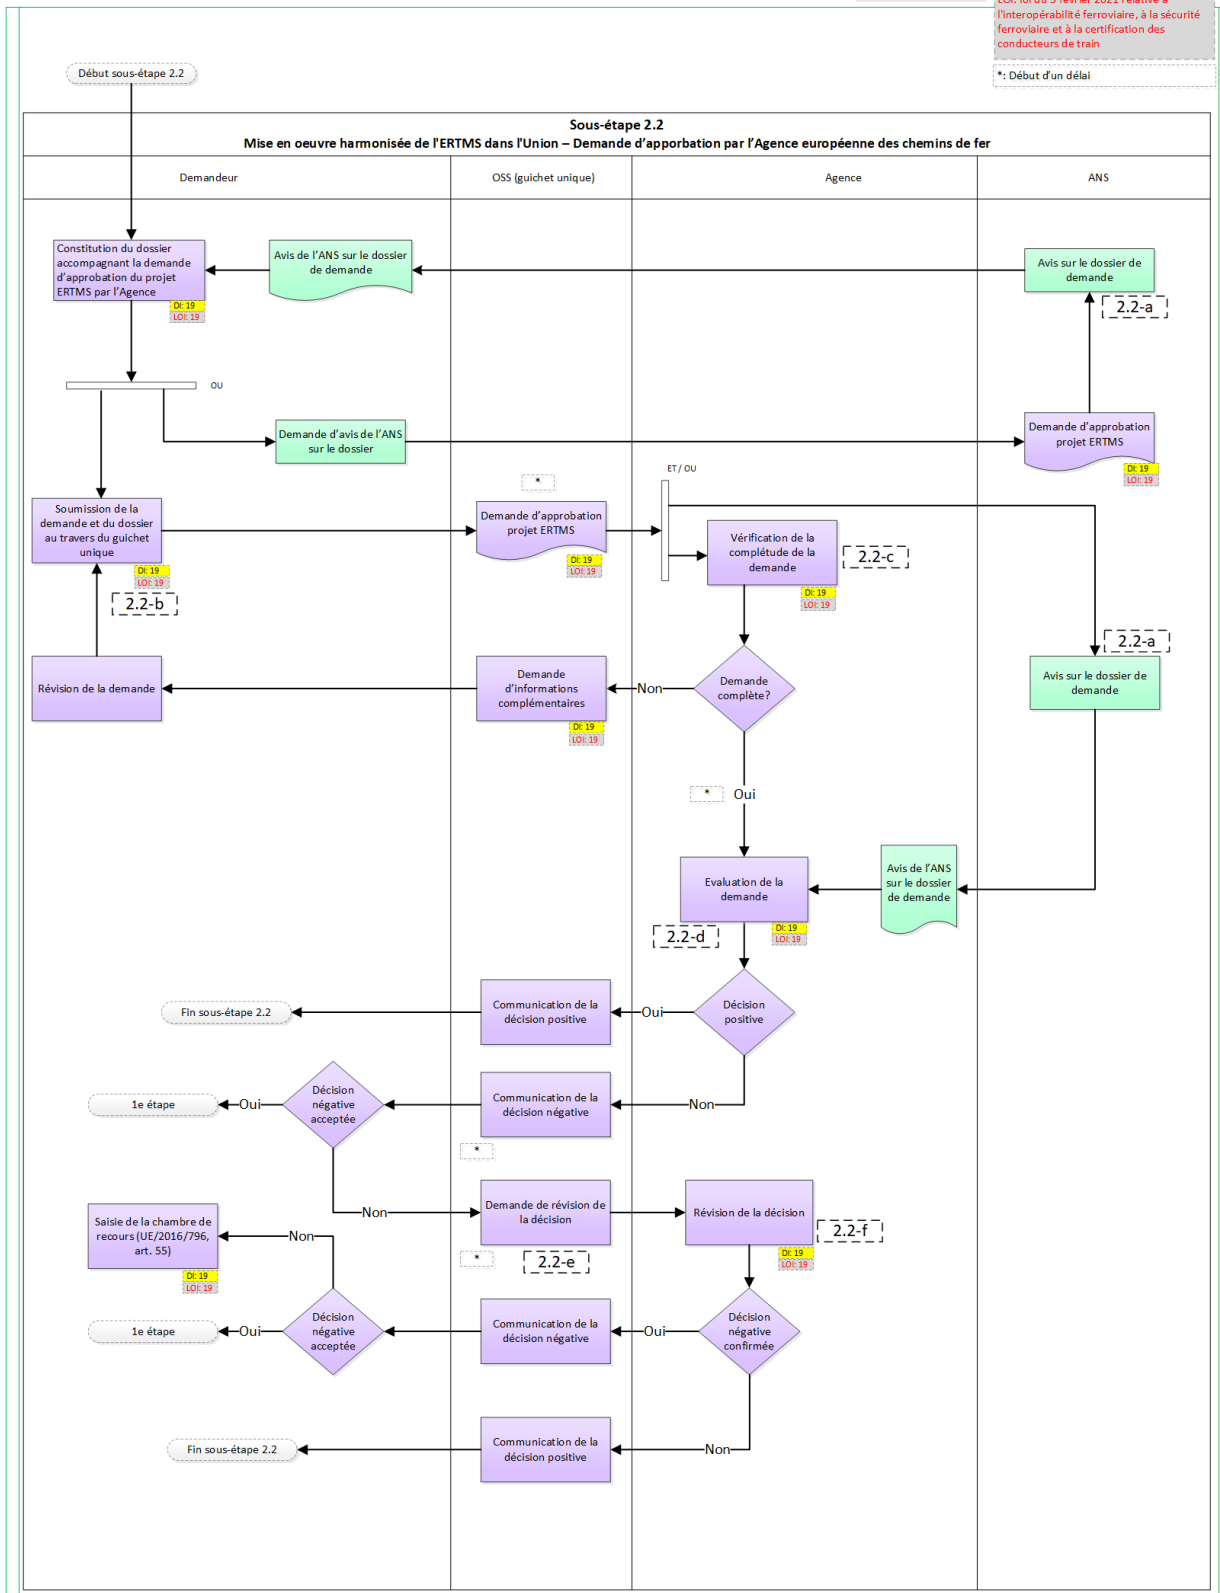 LOI: loi du 5 février 2021 relative à
l'interopérabilité ferroviaire, à la sécurité
ferroviaire et à la certification des
conducteurs de train
*: Début d'un délai
Début sous-étape 2.2
Sous-étape 2.2
Mise en oeuvre harmonisée de l'ERTMS dans l'Union – Demande d'apporbation par l'Agence européenne des chemins de fer
Demandeur
OSS (guichet unique)
Agence
ANS
Constitution du dossier
accompagnant la demande
d'approbation du projet
ERTMS par l'Agence
DI: 19
LOI: 19
Avis de l'ANS sur le dossier
de demande
Avis sur le dossier de
demande
2.2-a
OU
Demande d'avis de l'ANS
sur le dossier
Demande d'approbation
projet ERTMS
DI: 19
LOI: 19
ET / OU
*
Soumission de la
demande et du dossier
au travers du guichet
unique
DI: 19
LOI: 19
2.2-b
Demande d'approbation
projet ERTMS
DI: 19
LOI: 19
Vérification de la
complétude de la
demande
2.2-c
DI: 19
LOI: 19
2.2-a
Avis sur le dossier de
demande
Révision de la demande
Demande
d'informations
complémentaires
DI: 19
LOI: 19
Non
Demande
complète?
* Oui
Evaluation de la
demande
DI: 19
LOI: 19
2.2-d
Avis de l'ANS
sur le dossier
de demande
Fin sous-étape 2.2
Communication de la
décision positive
Oui
Décision
positive
1e étape
Oui
Décision
négative
acceptée
Communication de la
décision négative
Non
*
Non
Demande de révision de
la décision
*
2.2-e
Révision de la décision
2.2-f
DI: 19
LOI: 19
Saisie de la chambre de
recours (UE/2016/796,
art. 55)
DI: 19
LOI: 19
Non
1e étape
Oui
Décision
négative
acceptée
Communication de la
décision négative
Oui
Décision
négative
confirmée
Fin sous-étape 2.2
Communication de la
décision positive
Non